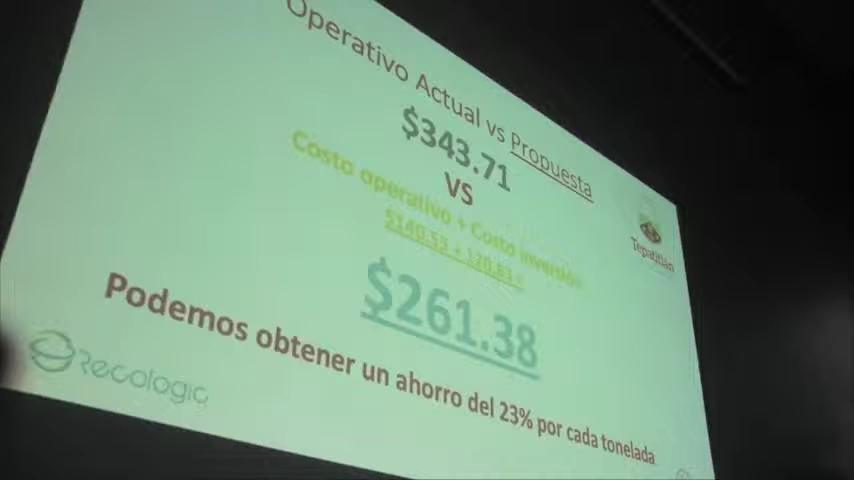 Operativo Actual vs Propuesta
$343.71
VS
Costo operativo + Costo inversión
$261.38
Podemos obtener un ahorro del 23% por cada tonelada
Tepatitlán
Recologic